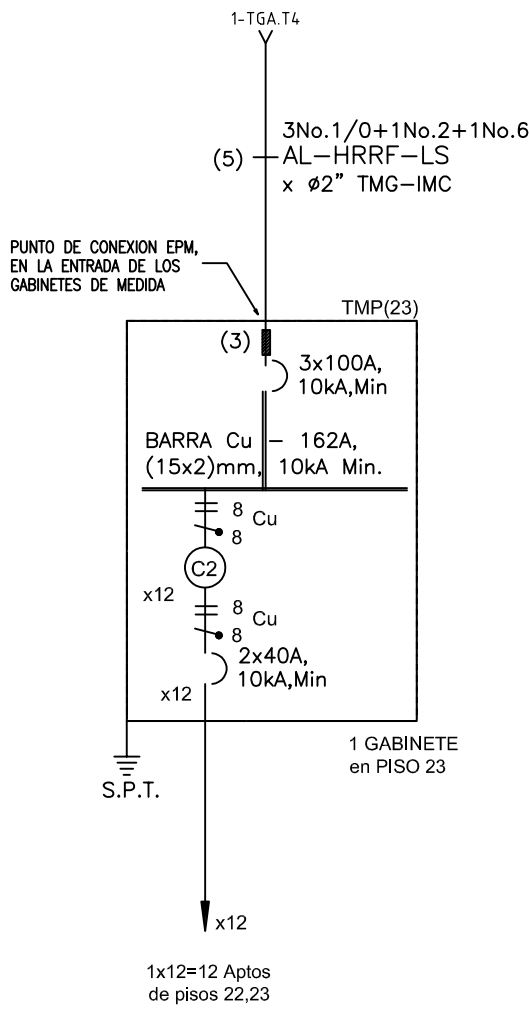 1-TGA.T4
3No.1/0+1No.2+1No.6
(5) AL-HRRF-LS
x ø2" TMG-IMC
PUNTO DE CONEXION EPM,
EN LA ENTRADA DE LOS
GABINETES DE MEDIDA
TMP(23)
(3)
3x100A,
10kA,Min
BARRA Cu - 162A,
(15x2)mm, 10kA Min.
8 Cu
8
C2
x12
8 Cu
8
2x40A,
10kA,Min
x12
1 GABINETE
en PISO 23
S.P.T.
x12
1x12=12 Aptos
de pisos 22,23